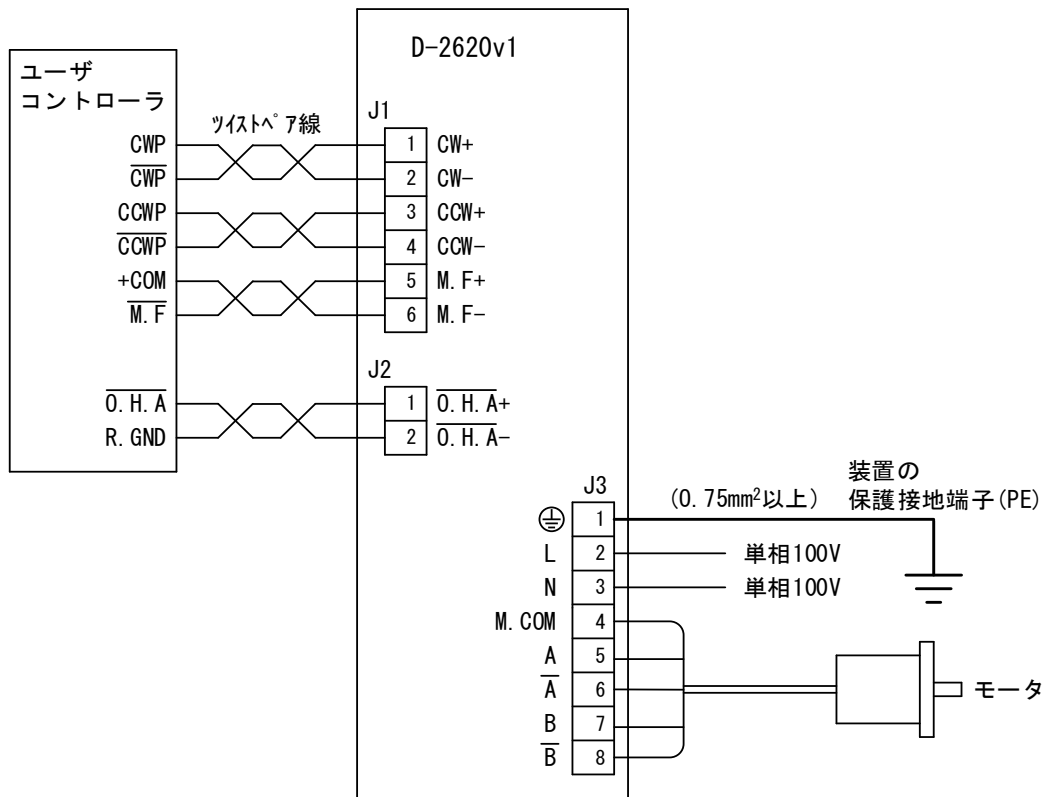 D-2620v1
ユーザ
コントローラ
ツイストペア線
J1
CWP 1 CW+
C̅W̅P̅ 2 CW-
CCWP 3 CCW+
C̅C̅W̅P̅ 4 CCW-
+COM 5 M.F+
M̅.̅F̅ 6 M.F-
J2
O̅.̅H̅.̅A̅ 1 O̅.̅H̅.̅A̅+
R.GND 2 O̅.̅H̅.̅A̅-
J3
(0.75mm²以上)
装置の
保護接地端子(PE)
1
L 2 単相100V
N 3 単相100V
M.COM 4
A 5
A̅ 6
B 7
B̅ 8
モータ